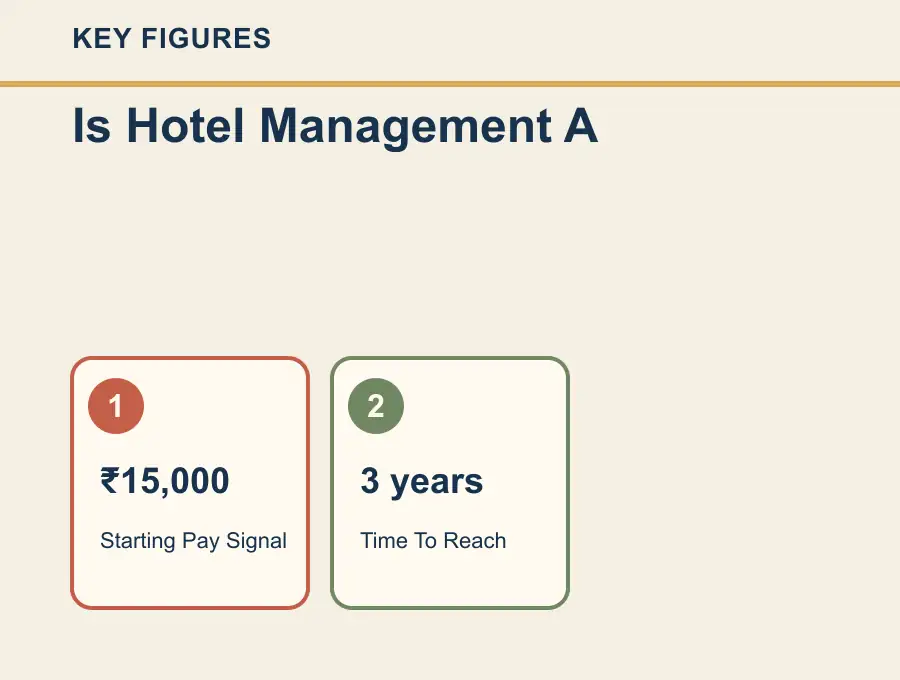 KEY FIGURES
Is Hotel Management A
1
₹15,000
Starting Pay Signal
2
3 years
Time To Reach